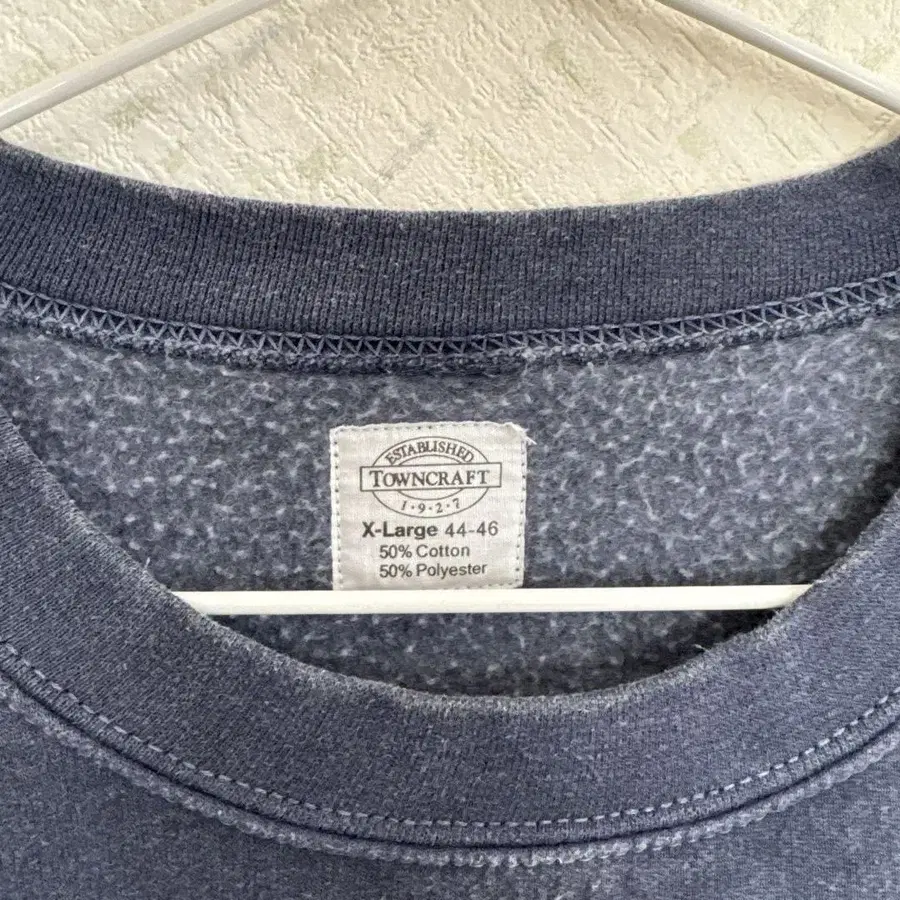 ESTABLISHED
TOWNCRAFT
1·9·2·7
X-Large 44-46
50% Cotton
50% Polyester